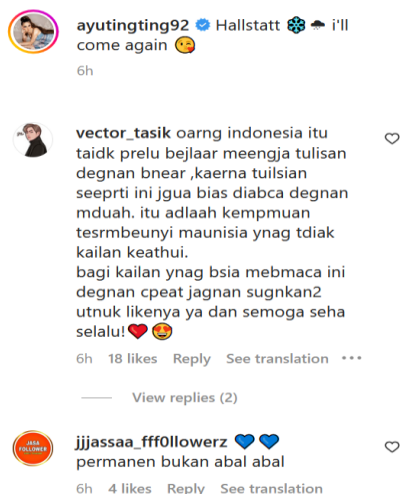 ayutingting92 Hallstatt ❄️ 🌧️ i'll
come again 😘
6h
vector_tasik oarng indonesia itu
taidk prelu bejlaar meengja tulisan
degnan bnear ,kaerna tuilsian
seeprti ini jgua bias diabca degnan
mduah. itu adlaah kempmuan
tesrmbeunyi maunisia ynag tdiak
kailan keathui.
bagi kailan ynag bsia mebmaca ini
degnan cpeat jagnan sugnkan2
utnuk likenya ya dan semoga seha
selalu!❤️😍
6h 18 likes Reply See translation •••
View replies (2)
JASA
FOLLOWER
jjjassaa_fff0llowerz 💙💙
permanen bukan abal abal
6h 4 likes Reply See translation